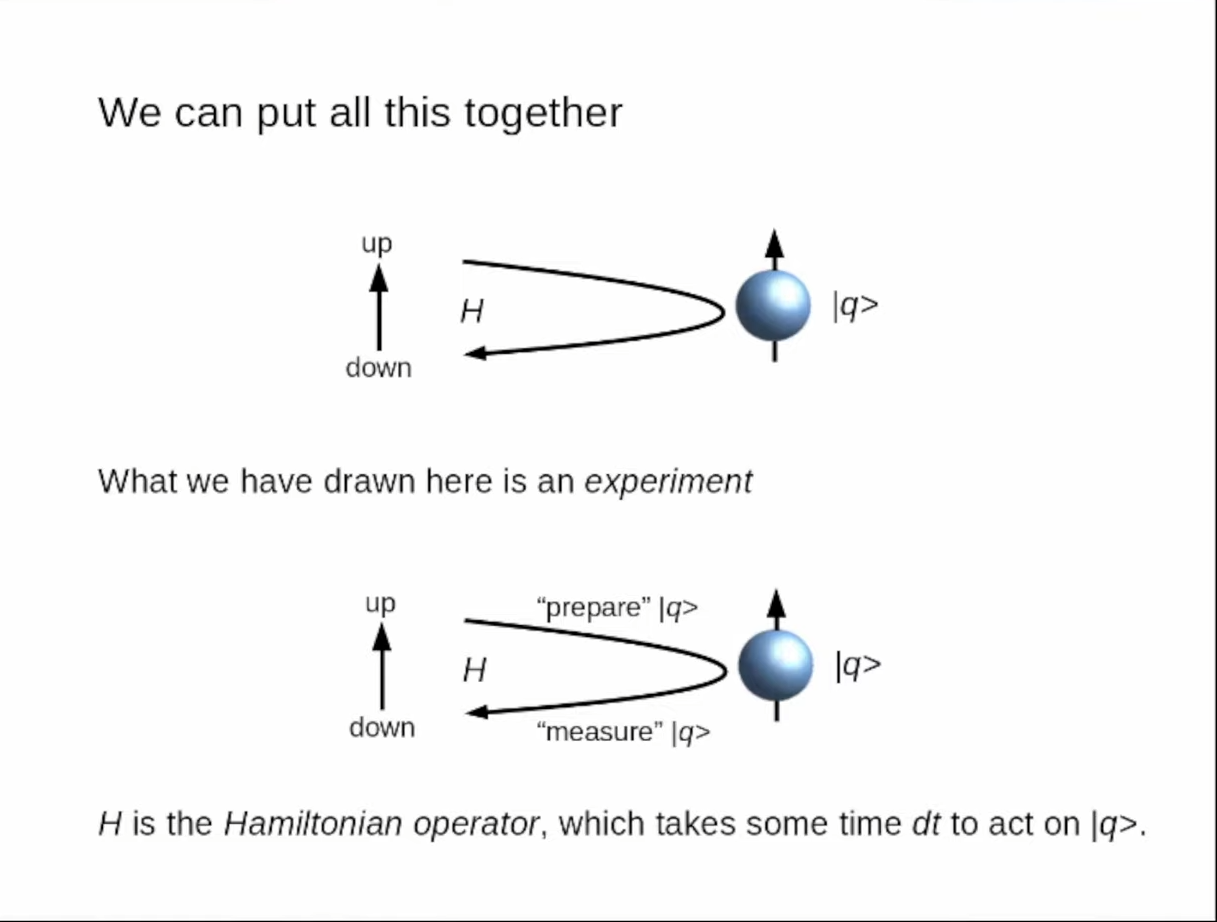 We can put all this together
up
H
|q>
down
What we have drawn here is an experiment
up
“prepare” |q>
H
|q>
down
“measure” |q>
H is the Hamiltonian operator, which takes some time dt to act on |q>.